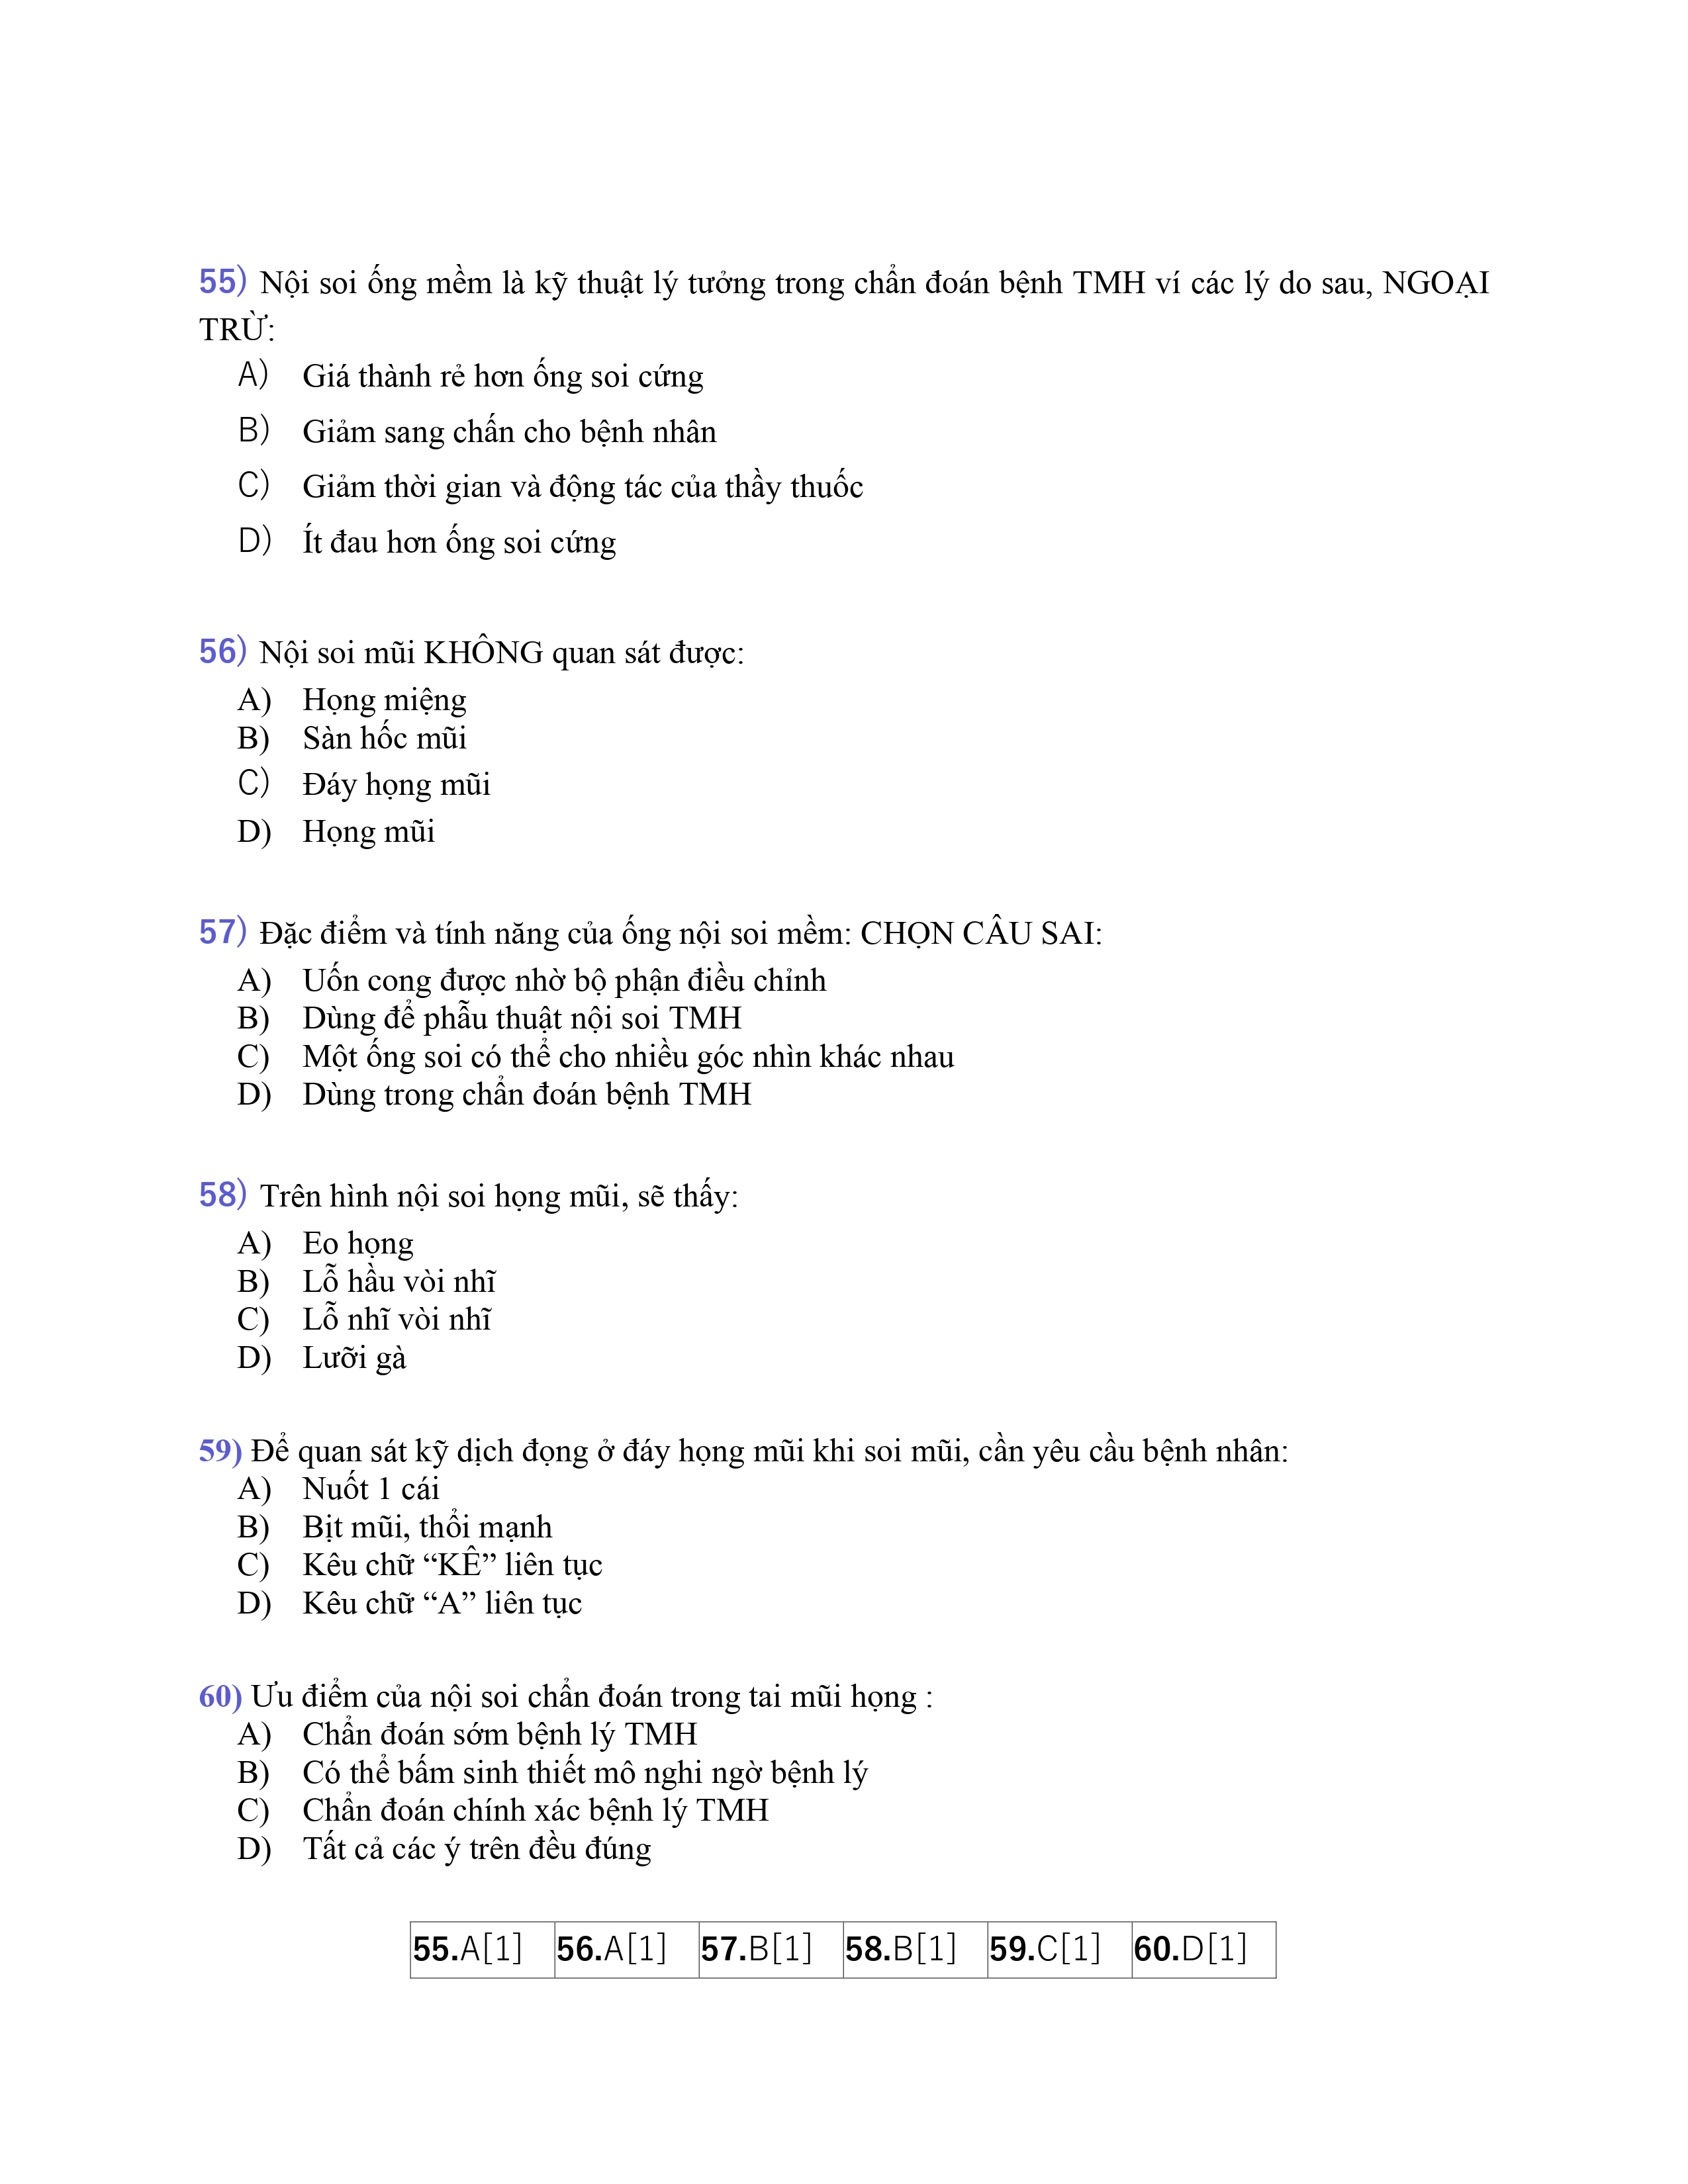 55) Nội soi ống mềm là kỹ thuật lý tưởng trong chẩn đoán bệnh TMH ví các lý do sau, NGOẠI
TRỪ:
A) Giá thành rẻ hơn ống soi cứng
B) Giảm sang chấn cho bệnh nhân
C) Giảm thời gian và động tác của thầy thuốc
D) Ít đau hơn ống soi cứng
56) Nội soi mũi KHÔNG quan sát được:
A) Họng miệng
B) Sàn hốc mũi
C) Đáy họng mũi
D) Họng mũi
57) Đặc điểm và tính năng của ống nội soi mềm: CHỌN CÂU SAI:
A) Uốn cong được nhờ bộ phận điều chỉnh
B) Dùng để phẫu thuật nội soi TMH
C) Một ống soi có thể cho nhiều góc nhìn khác nhau
D) Dùng trong chẩn đoán bệnh TMH
58) Trên hình nội soi họng mũi, sẽ thấy:
A) Eo họng
B) Lỗ hầu vòi nhĩ
C) Lỗ nhĩ vòi nhĩ
D) Lưỡi gà
59) Để quan sát kỹ dịch đọng ở đáy họng mũi khi soi mũi, cần yêu cầu bệnh nhân:
A) Nuốt 1 cái
B) Bịt mũi, thổi mạnh
C) Kêu chữ “KÊ” liên tục
D) Kêu chữ “A” liên tục
60) Ưu điểm của nội soi chẩn đoán trong tai mũi họng :
A) Chẩn đoán sớm bệnh lý TMH
B) Có thể bấm sinh thiết mô nghi ngờ bệnh lý
C) Chẩn đoán chính xác bệnh lý TMH
D) Tất cả các ý trên đều đúng
55.A[1] 56.A[1] 57.B[1] 58.B[1] 59.C[1] 60.D[1]